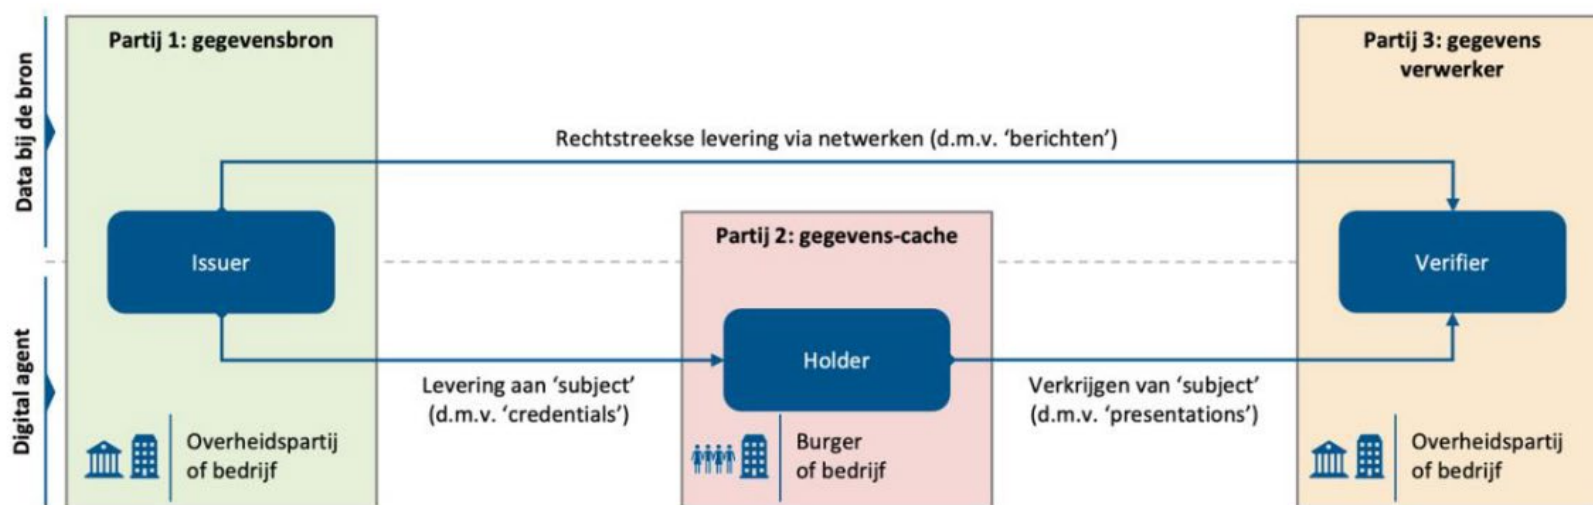 Data bij de bron
Digital agent
Partij 1: gegevensbron
Issuer
Overheidspartij
of bedrijf
Rechtstreekse levering via netwerken (d.m.v. ‘berichten’)
Levering aan ‘subject’
(d.m.v. ‘credentials’)
Partij 2: gegevens-cache
Holder
Burger
of bedrijf
Verkrijgen van ‘subject’
(d.m.v. ‘presentations’)
Partij 3: gegevens
verwerker
Verifier
Overheidspartij
of bedrijf